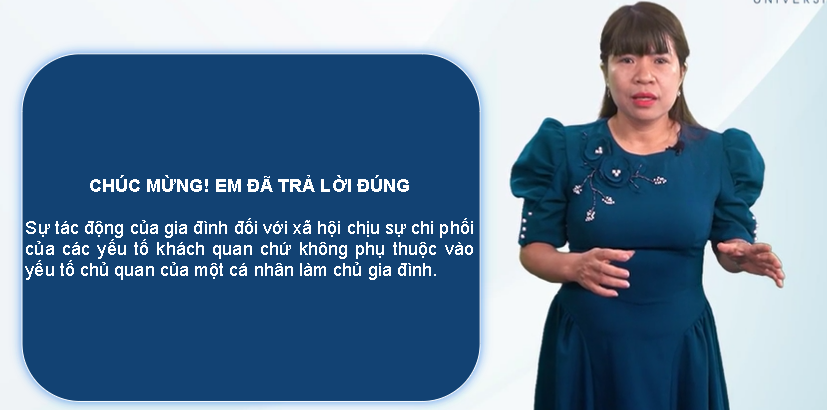 CHÚC MỪNG! EM ĐÃ TRẢ LỜI ĐÚNG
Sự tác động của gia đình đối với xã hội chịu sự chi phối
của các yếu tố khách quan chứ không phụ thuộc vào
yếu tố chủ quan của một cá nhân làm chủ gia đình.